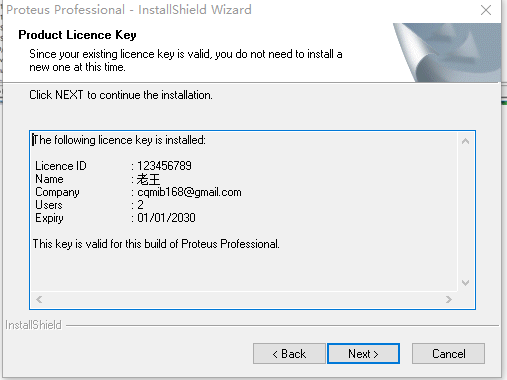 Proteus Professional - InstallShield Wizard
Product Licence Key
Since your existing licence key is valid, you do not need to install a
new one at this time.
Click NEXT to continue the installation.
The following licence key is installed:
Licence ID : 123456789
Name : 老王
Company : cqmib168@gmail.com
Users : 2
Expiry : 01/01/2030
This key is valid for this build of Proteus Professional.
InstallShield
< Back Next > Cancel